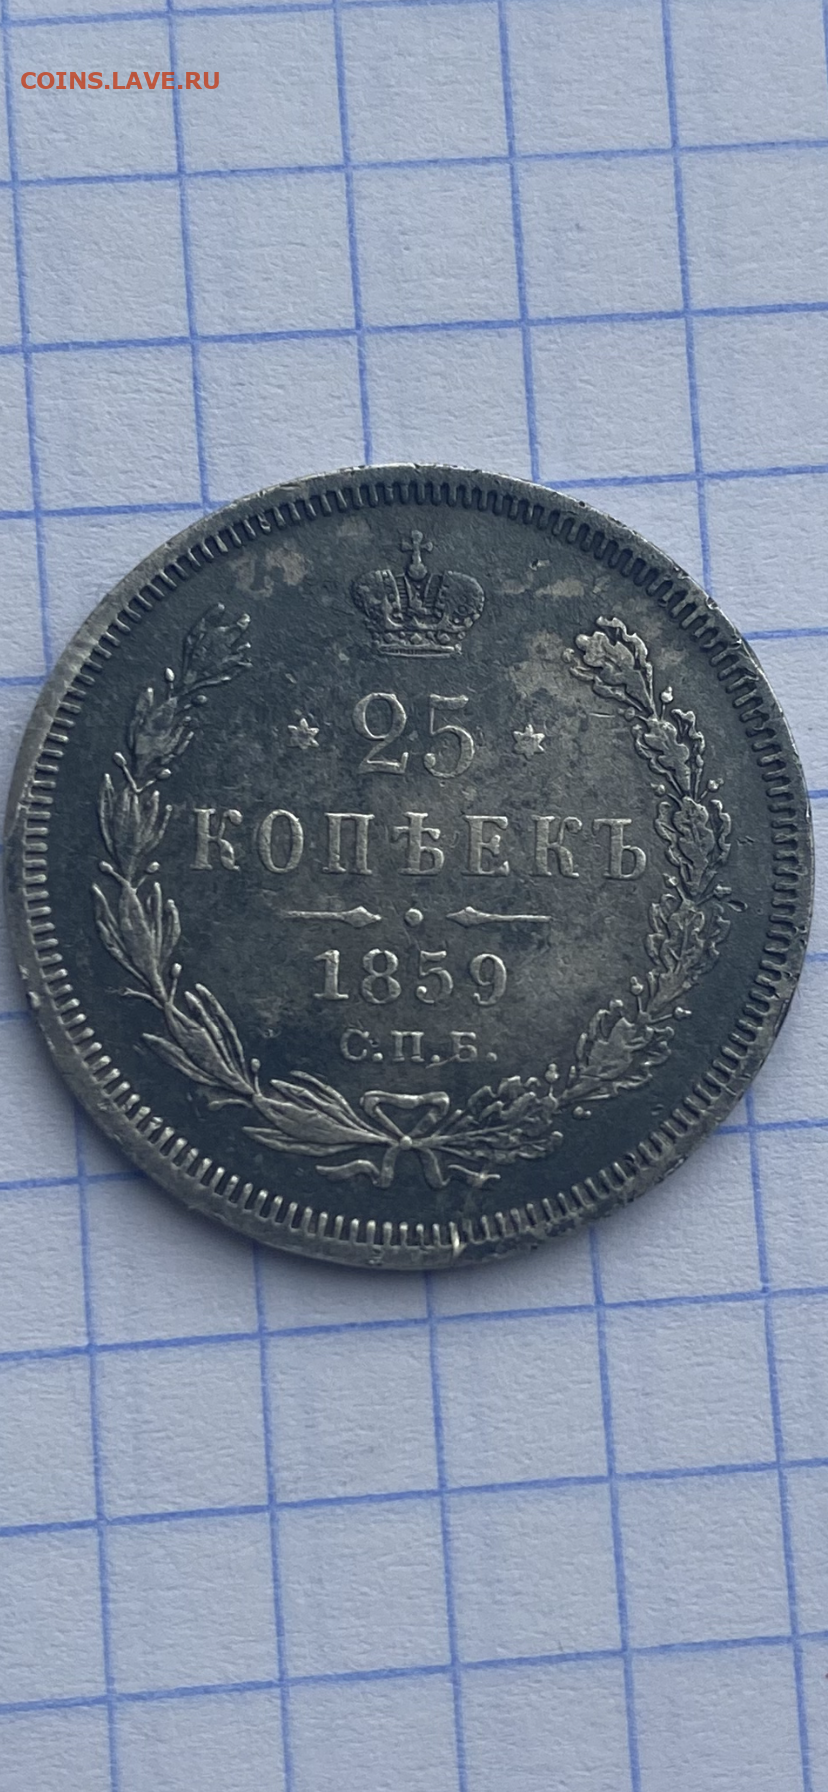 COINS.LAVE.RU
* 25 *
КОПѢЕКЪ
1859
С.П.Б.